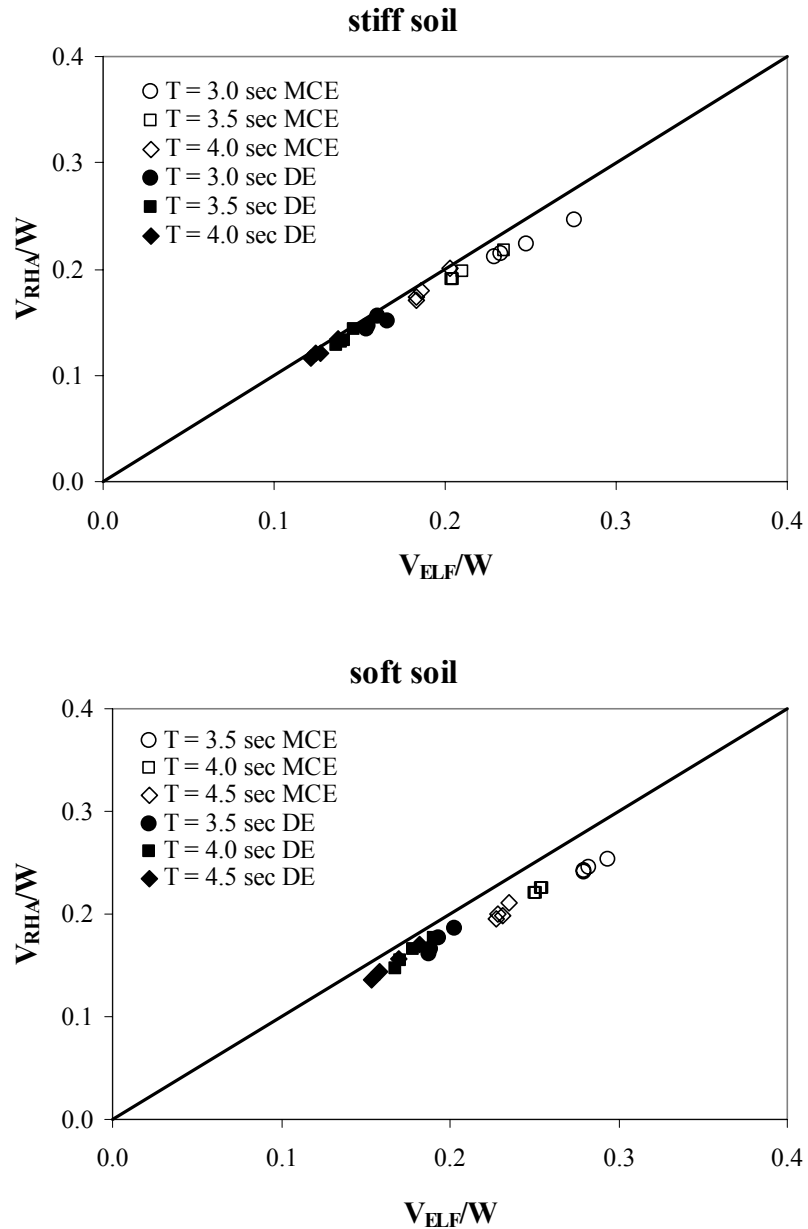 stiff soil
0.4
0.3
0.2
0.1
0.0
V_RHA/W
T = 3.0 sec MCE
T = 3.5 sec MCE
T = 4.0 sec MCE
T = 3.0 sec DE
T = 3.5 sec DE
T = 4.0 sec DE
0.0 0.1 0.2 0.3 0.4
V_ELF/W
soft soil
0.4
0.3
0.2
0.1
0.0
V_RHA/W
T = 3.5 sec MCE
T = 4.0 sec MCE
T = 4.5 sec MCE
T = 3.5 sec DE
T = 4.0 sec DE
T = 4.5 sec DE
0.0 0.1 0.2 0.3 0.4
V_ELF/W